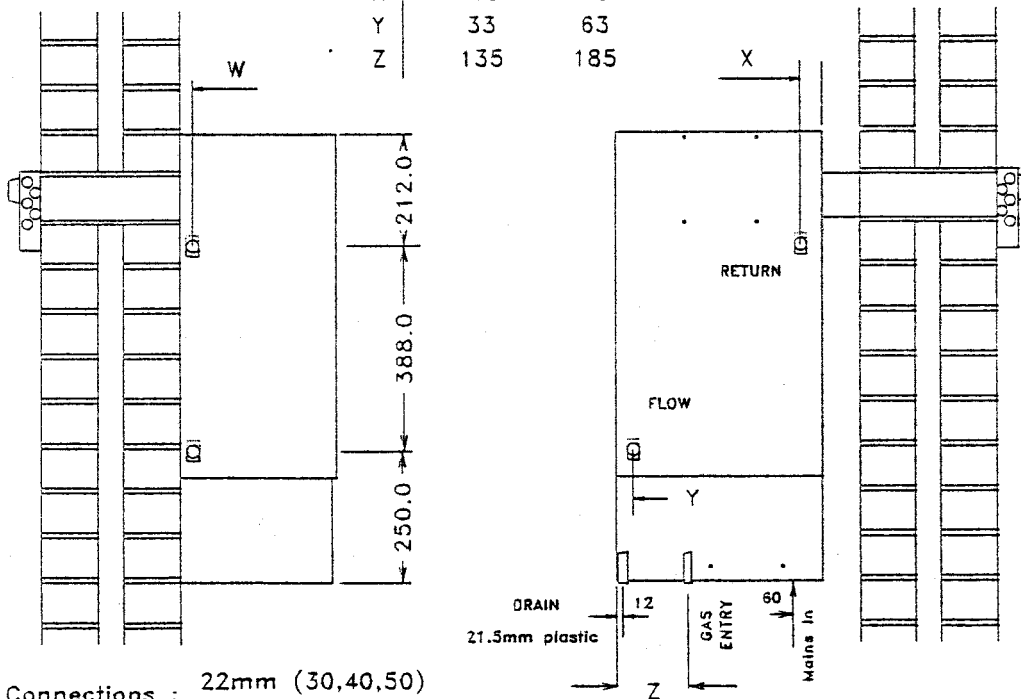 Y 33 63
Z 135 185
W
X
212.0
388.0
250.0
RETURN
FLOW
Y
DRAIN
21.5mm plastic
12
GAS
ENTRY
60
Mains In
Z
Connections : 22mm (30,40,50)